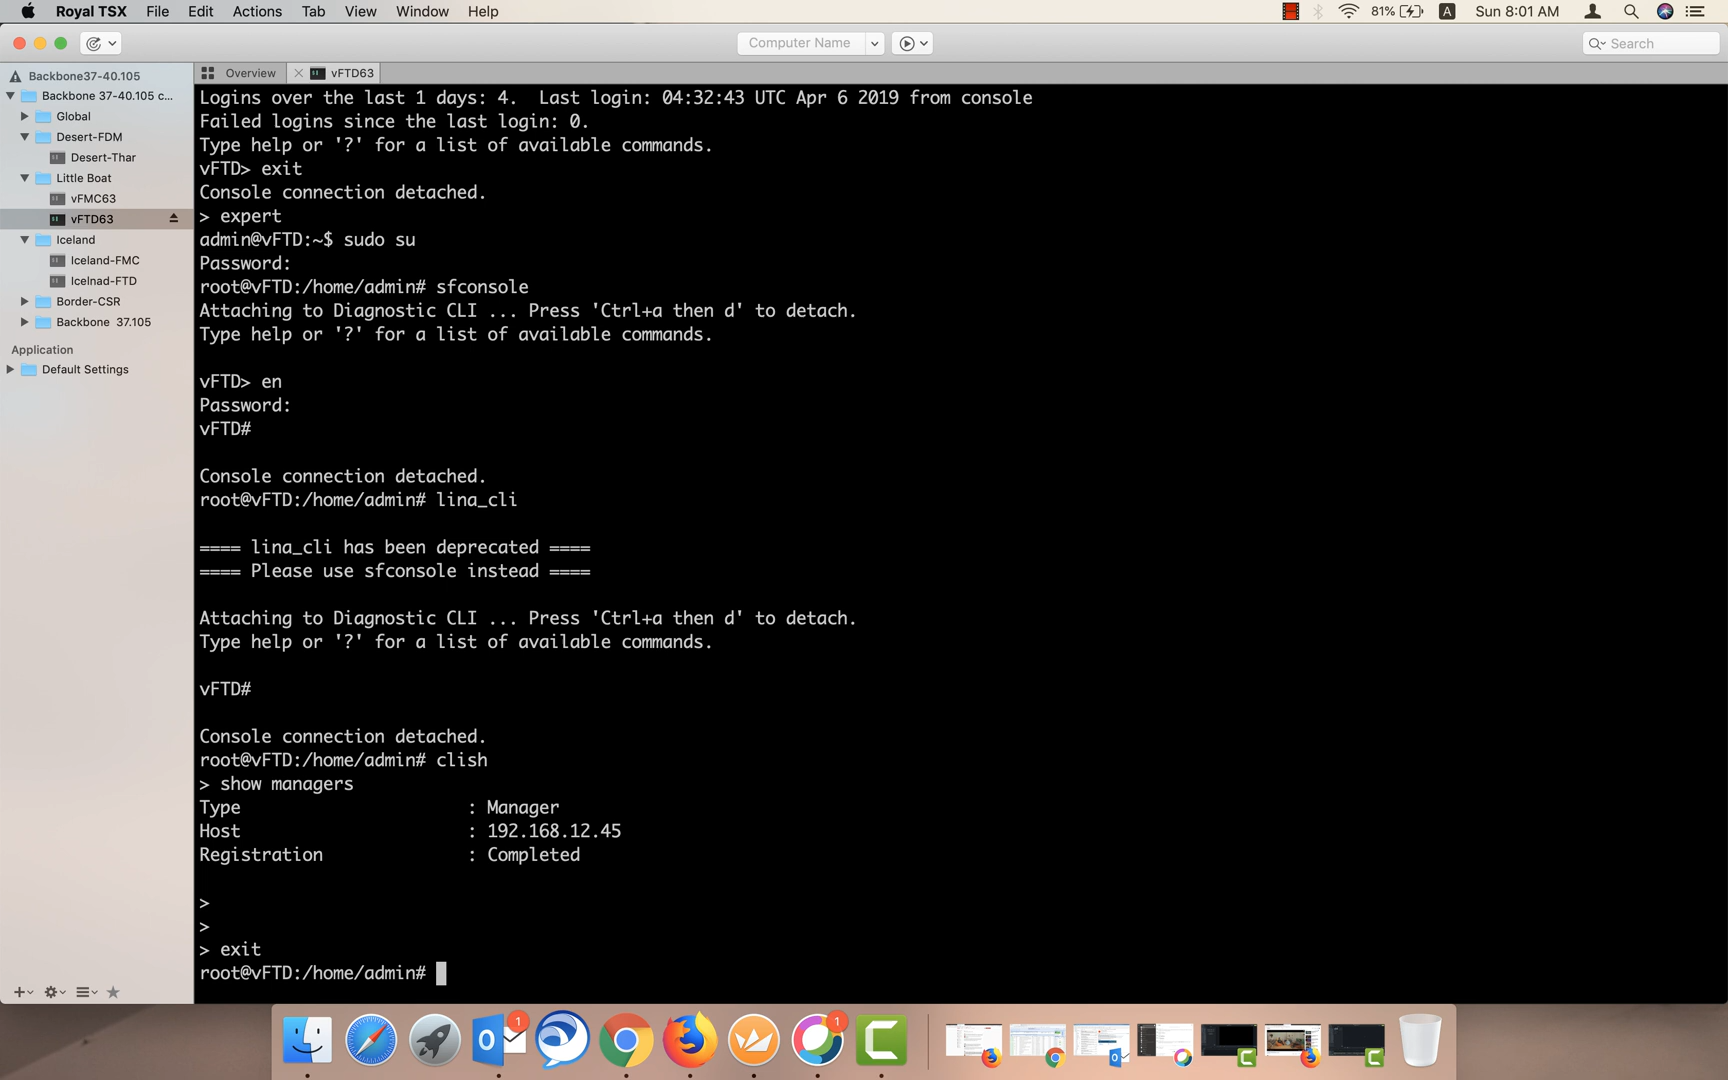 Royal TSX File Edit Actions Tab View Window Help 81% A Sun 8:01 AM
Computer Name Search
Backbone37-40.105
Backbone 37-40.105 c...
Global
Desert-FDM
Desert-Thar
Little Boat
vFMC63
vFTD63
Iceland
Iceland-FMC
Icelnad-FTD
Border-CSR
Backbone 37.105
Application
Default Settings
Overview vFTD63
Logins over the last 1 days: 4.  Last login: 04:32:43 UTC Apr 6 2019 from console
Failed logins since the last login: 0.
Type help or '?' for a list of available commands.
vFTD> exit
Console connection detached.
> expert
admin@vFTD:~$ sudo su
Password:
root@vFTD:/home/admin# sfconsole
Attaching to Diagnostic CLI ... Press 'Ctrl+a then d' to detach.
Type help or '?' for a list of available commands.
vFTD> en
Password:
vFTD#
Console connection detached.
root@vFTD:/home/admin# lina_cli
==== lina_cli has been deprecated ====
==== Please use sfconsole instead ====
Attaching to Diagnostic CLI ... Press 'Ctrl+a then d' to detach.
Type help or '?' for a list of available commands.
vFTD#
Console connection detached.
root@vFTD:/home/admin# clish
> show managers
Type : Manager
Host : 192.168.12.45
Registration : Completed
>
>
> exit
root@vFTD:/home/admin#
1 1